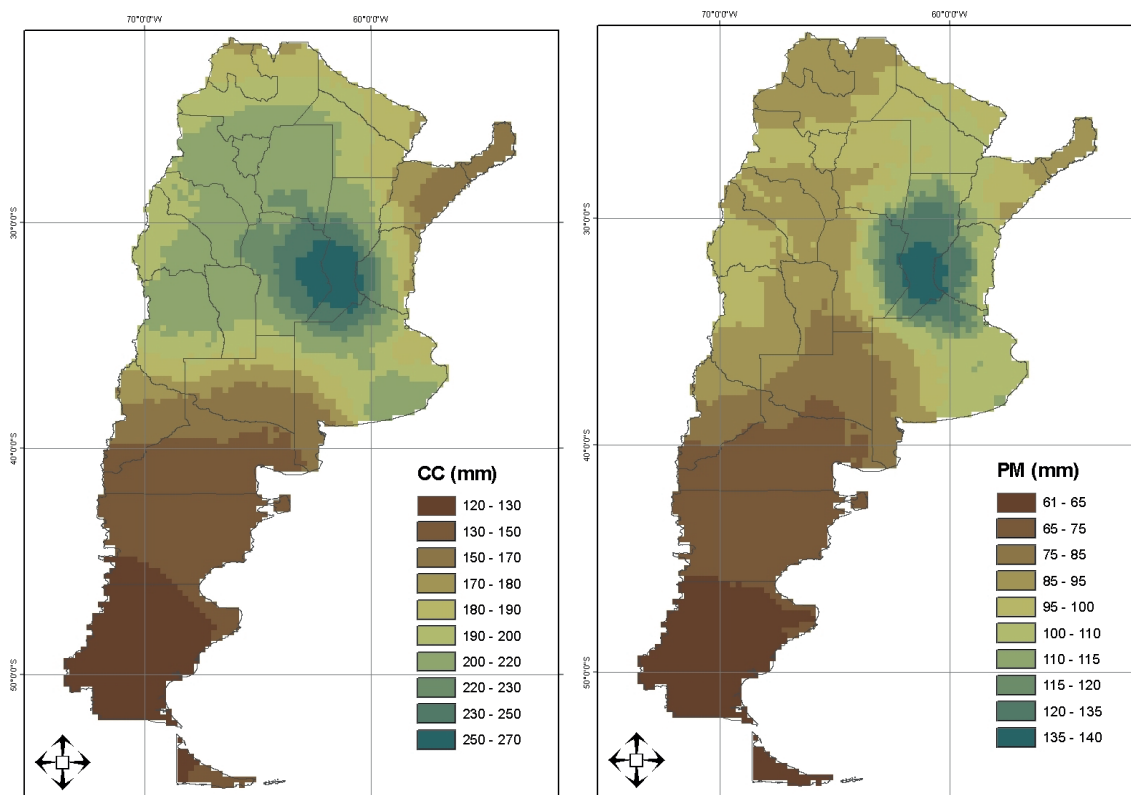 70°0'0"W
60°0'0"W
30°0'0"S
40°0'0"S
50°0'0"S
CC (mm)
120 - 130
130 - 150
150 - 170
170 - 180
180 - 190
190 - 200
200 - 220
220 - 230
230 - 250
250 - 270
70°0'0"W
60°0'0"W
30°0'0"S
40°0'0"S
50°0'0"S
PM (mm)
61 - 65
65 - 75
75 - 85
85 - 95
95 - 100
100 - 110
110 - 115
115 - 120
120 - 135
135 - 140